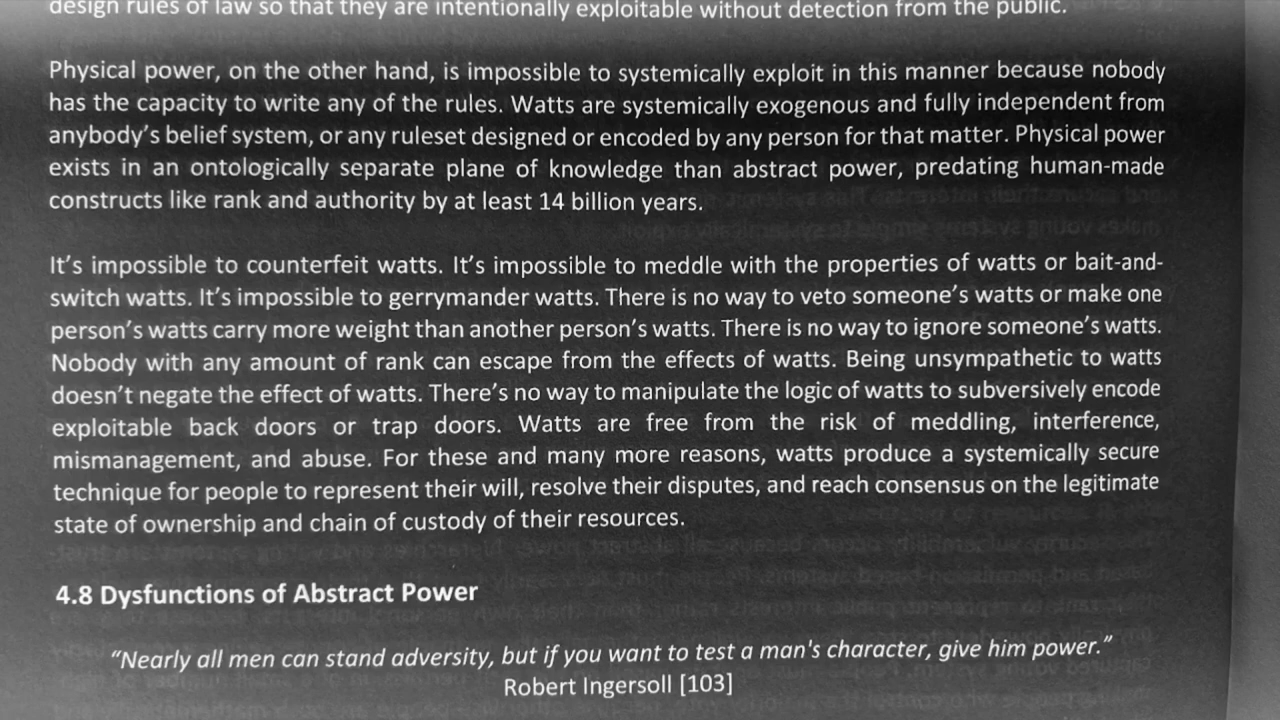 design rules of law so that they are intentionally exploitable without detection from the public.
Physical power, on the other hand, is impossible to systemically exploit in this manner because nobody
has the capacity to write any of the rules. Watts are systemically exogenous and fully independent from
anybody's belief system, or any ruleset designed or encoded by any person for that matter. Physical power
exists in an ontologically separate plane of knowledge than abstract power, predating human-made
constructs like rank and authority by at least 14 billion years.
It's impossible to counterfeit watts. It's impossible to meddle with the properties of watts or bait-and-
switch watts. It's impossible to gerrymander watts. There is no way to veto someone's watts or make one
person's watts carry more weight than another person's watts. There is no way to ignore someone's watts.
Nobody with any amount of rank can escape from the effects of watts. Being unsympathetic to watts
doesn't negate the effect of watts. There's no way to manipulate the logic of watts to subversively encode
exploitable back doors or trap doors. Watts are free from the risk of meddling, interference,
mismanagement, and abuse. For these and many more reasons, watts produce a systemically secure
technique for people to represent their will, resolve their disputes, and reach consensus on the legitimate
state of ownership and chain of custody of their resources.
4.8 Dysfunctions of Abstract Power
“Nearly all men can stand adversity, but if you want to test a man's character, give him power.”
Robert Ingersoll [103]